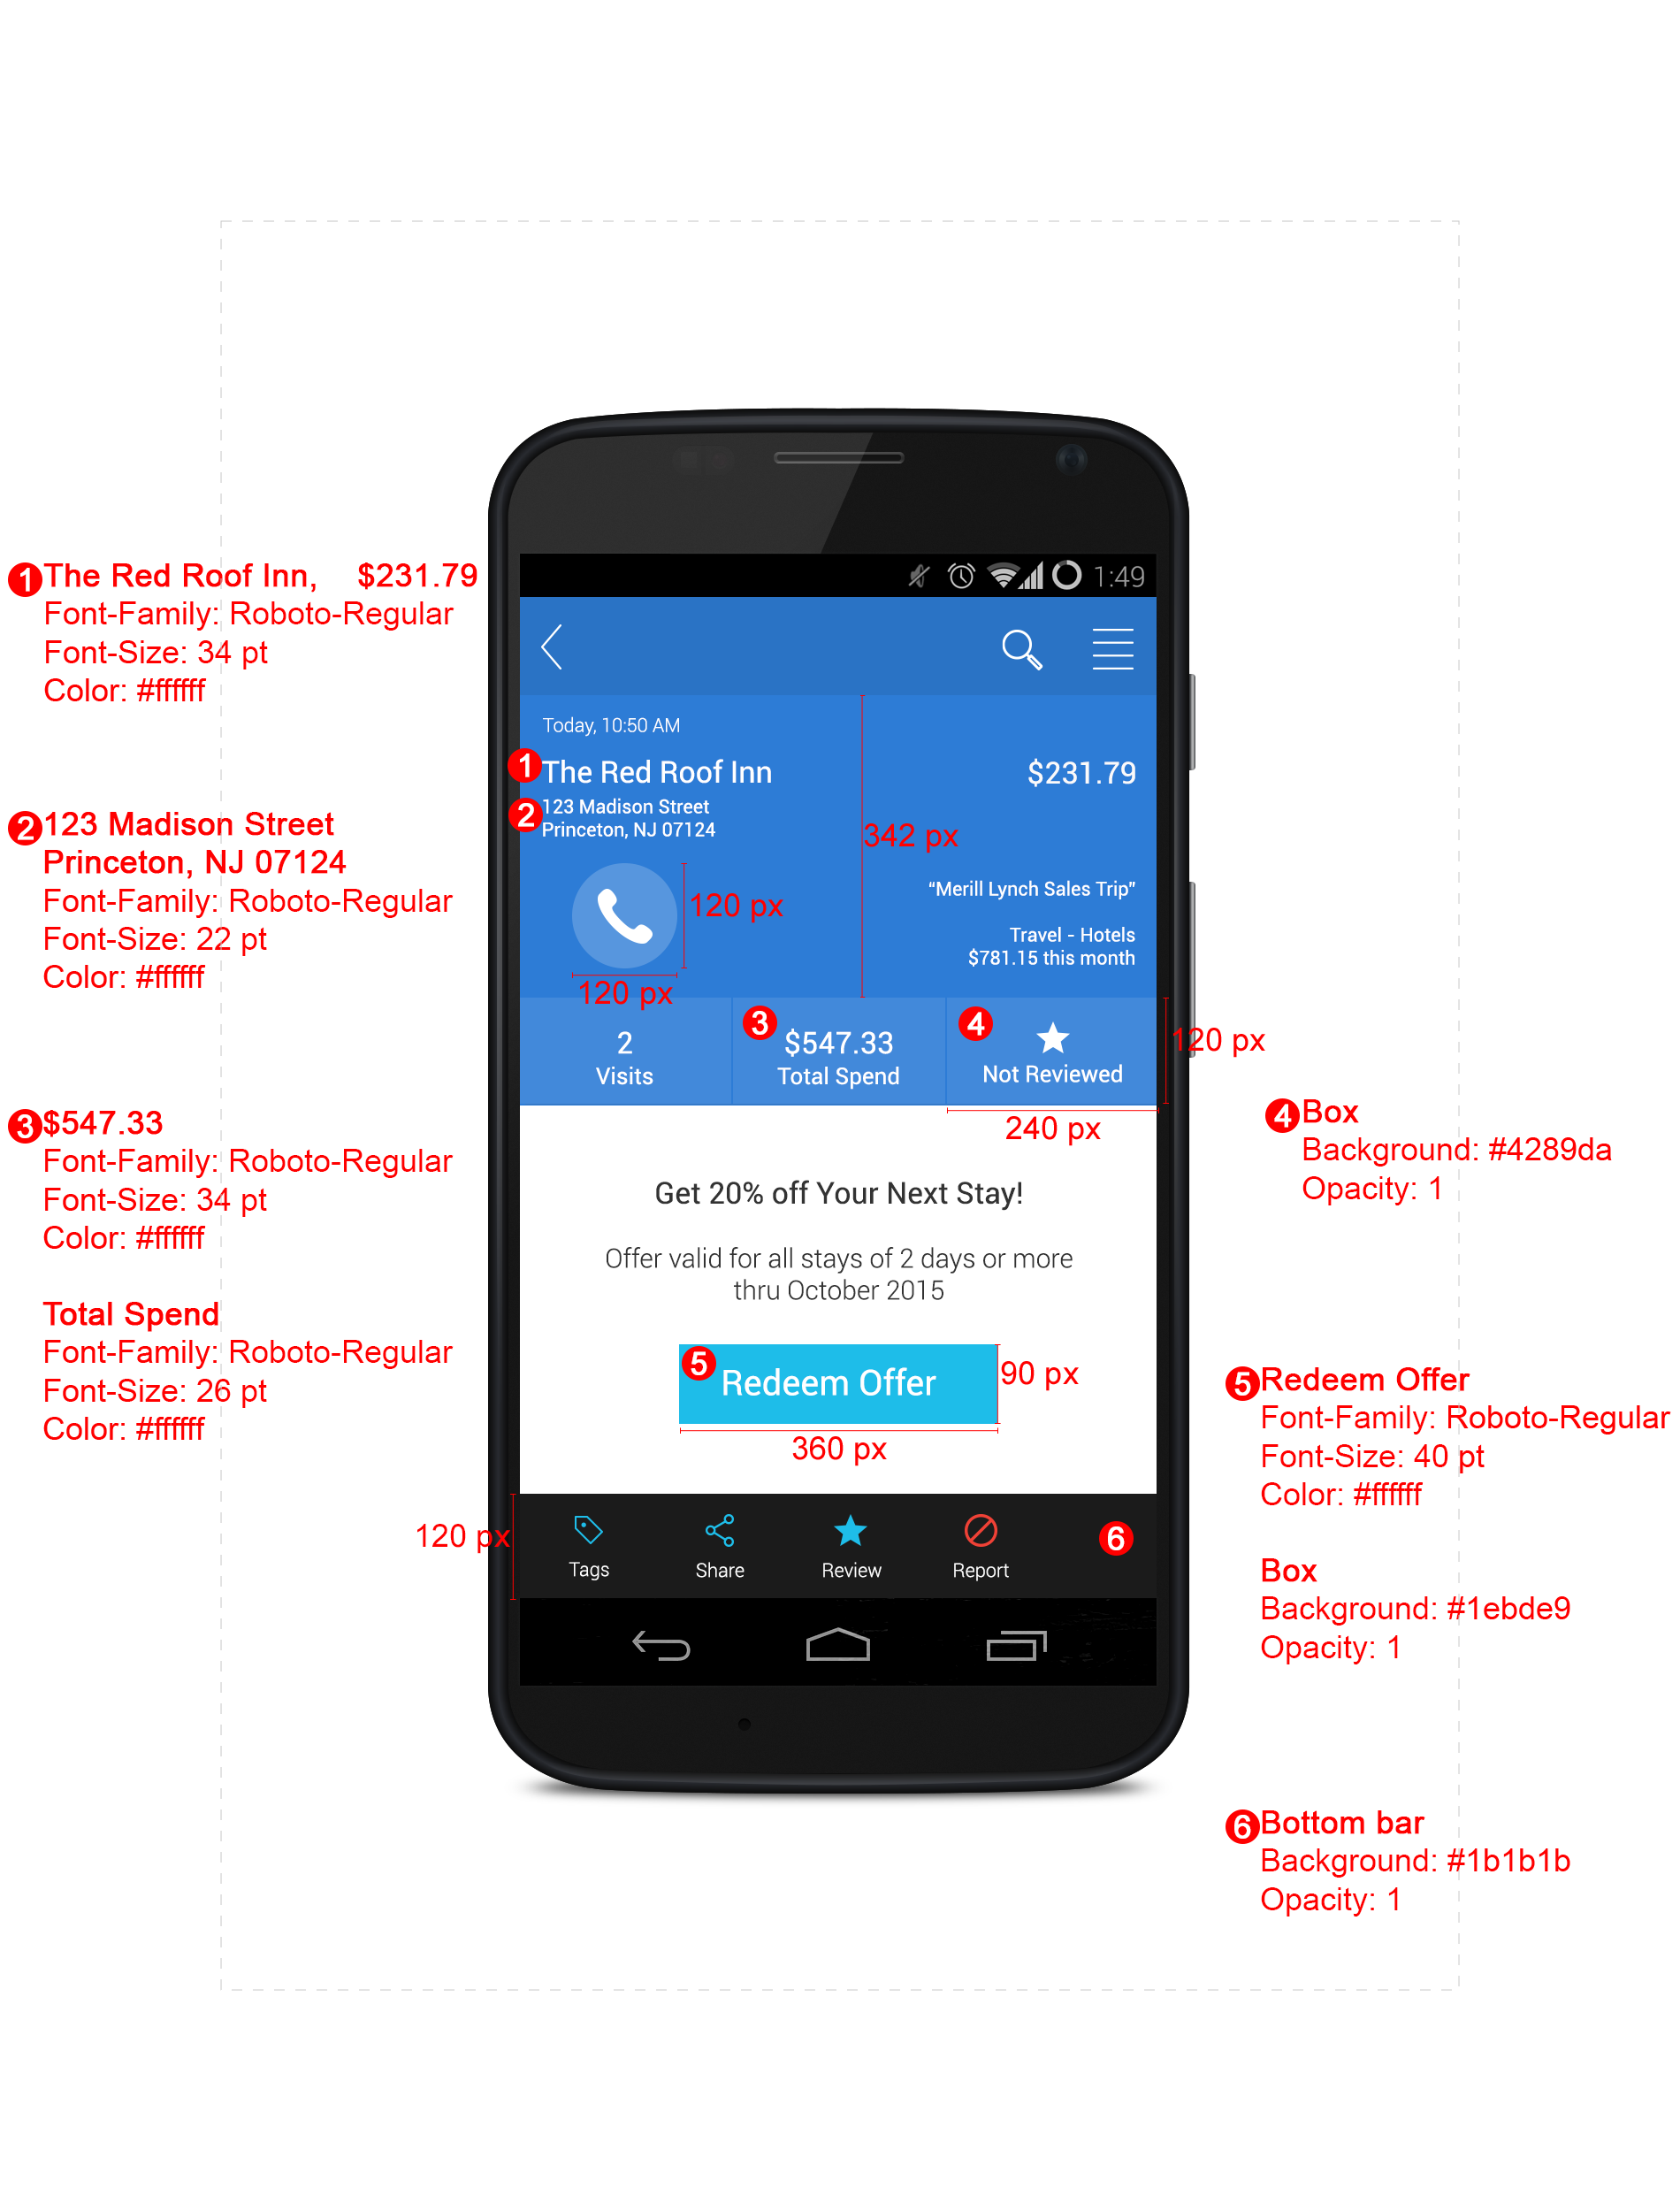 1 The Red Roof Inn, $231.79
Font-Family: Roboto-Regular
Font-Size: 34 pt
Color: #ffffff
2 123 Madison Street
Princeton, NJ 07124
Font-Family: Roboto-Regular
Font-Size: 22 pt
Color: #ffffff
3 $547.33
Font-Family: Roboto-Regular
Font-Size: 34 pt
Color: #ffffff
Total Spend
Font-Family: Roboto-Regular
Font-Size: 26 pt
Color: #ffffff
1:49
Today, 10:50 AM
1 The Red Roof Inn $231.79
2 123 Madison Street
Princeton, NJ 07124
342 px
“Merill Lynch Sales Trip”
120 px
Travel - Hotels
$781.15 this month
120 px
3 4
2 $547.33
120 px
Visits Total Spend Not Reviewed
240 px
Get 20% off Your Next Stay!
Offer valid for all stays of 2 days or more
thru October 2015
5 Redeem Offer
90 px
360 px
120 px
6
Tags Share Review Report
4 Box
Background: #4289da
Opacity: 1
5 Redeem Offer
Font-Family: Roboto-Regular
Font-Size: 40 pt
Color: #ffffff
Box
Background: #1ebde9
Opacity: 1
6 Bottom bar
Background: #1b1b1b
Opacity: 1